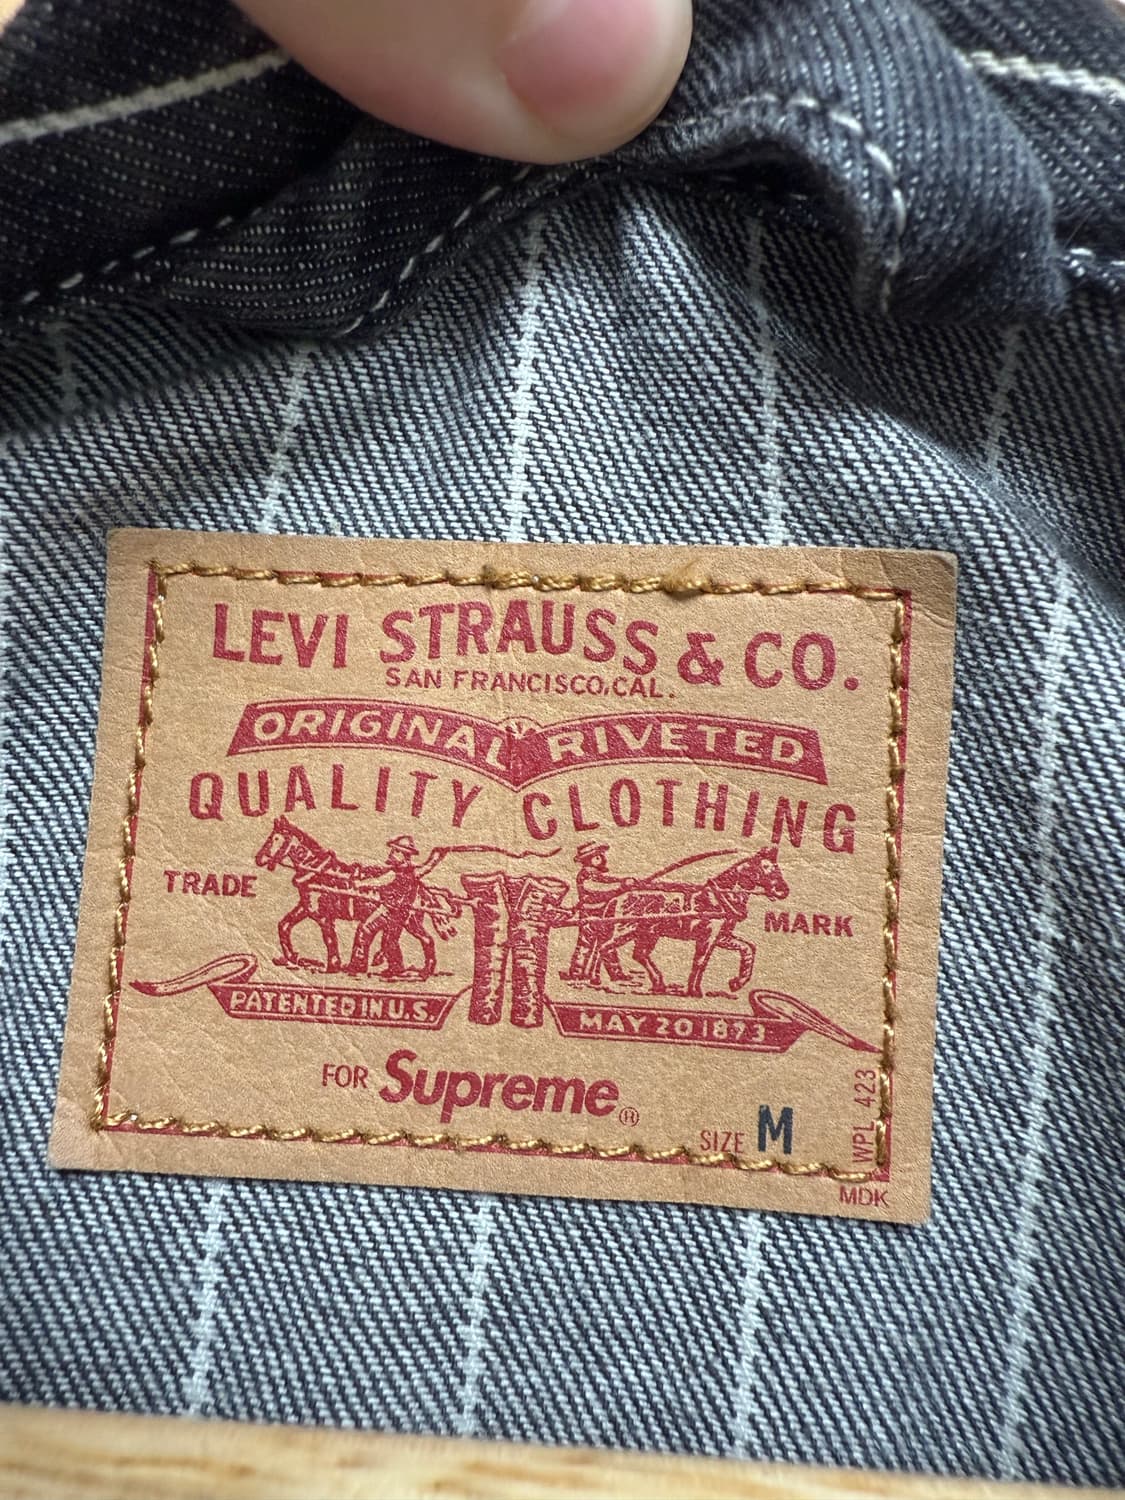 LEVI STRAUSS & CO.
SAN FRANCISCO, CAL.
ORIGINAL RIVETED
QUALITY CLOTHING
TRADE MARK
PATENTED IN U.S. MAY 20 1873
FOR Supreme®
SIZE M
WPL 423
MDK